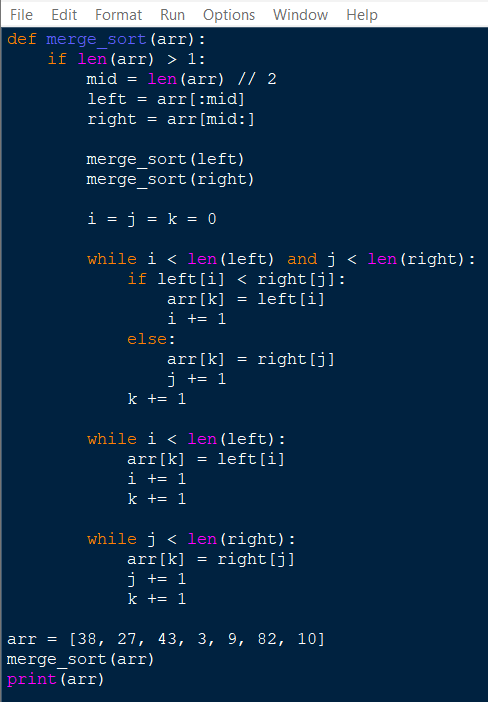 File Edit Format Run Options Window Help
def merge_sort(arr):
    if len(arr) > 1:
        mid = len(arr) // 2
        left = arr[:mid]
        right = arr[mid:]

        merge_sort(left)
        merge_sort(right)

        i = j = k = 0

        while i < len(left) and j < len(right):
            if left[i] < right[j]:
                arr[k] = left[i]
                i += 1
            else:
                arr[k] = right[j]
                j += 1
            k += 1

        while i < len(left):
            arr[k] = left[i]
            i += 1
            k += 1

        while j < len(right):
            arr[k] = right[j]
            j += 1
            k += 1

arr = [38, 27, 43, 3, 9, 82, 10]
merge_sort(arr)
print(arr)